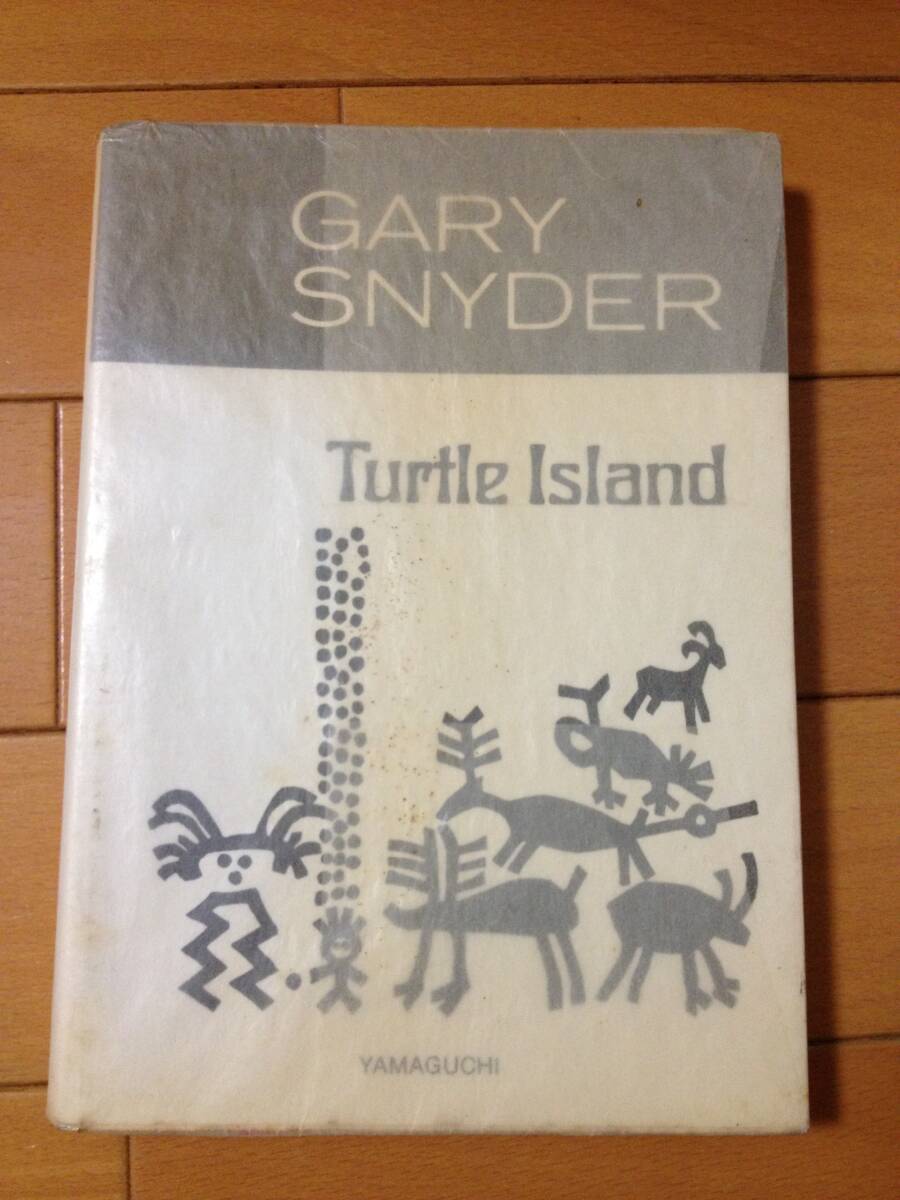 GARY
SNYDER
Turtle Island
YAMAGUCHI